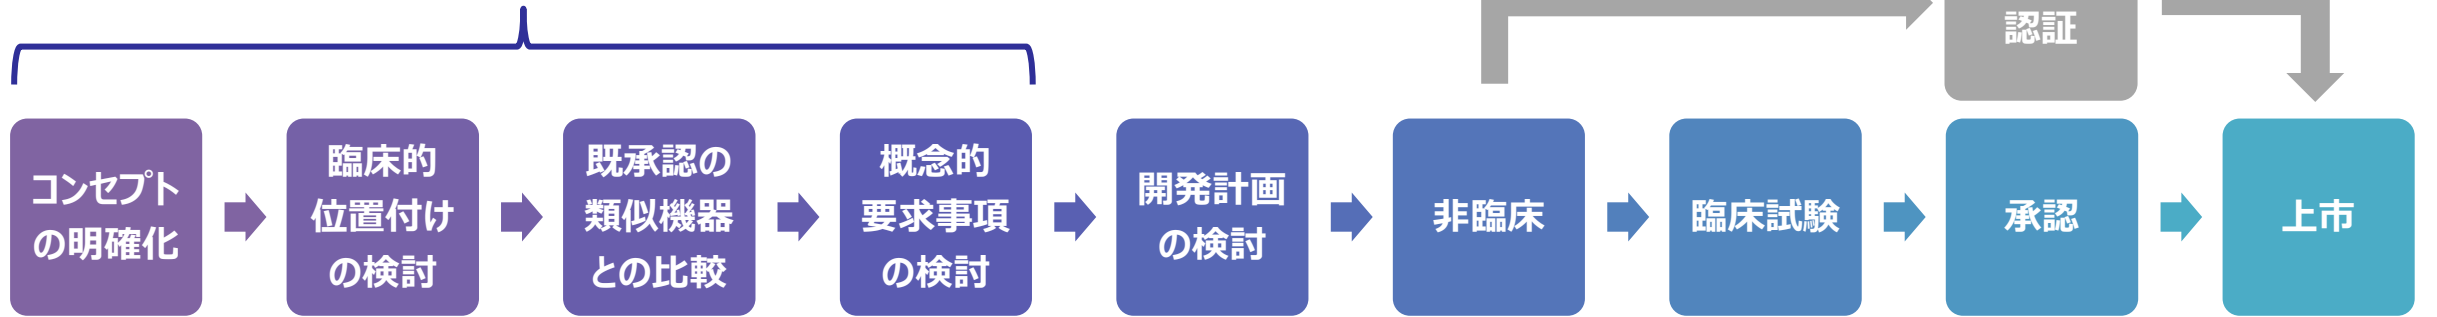 認証
コンセプト
の明確化
臨床的
位置付け
の検討
既承認の
類似機器
との比較
概念的
要求事項
の検討
開発計画
の検討
非臨床
臨床試験
承認
上市